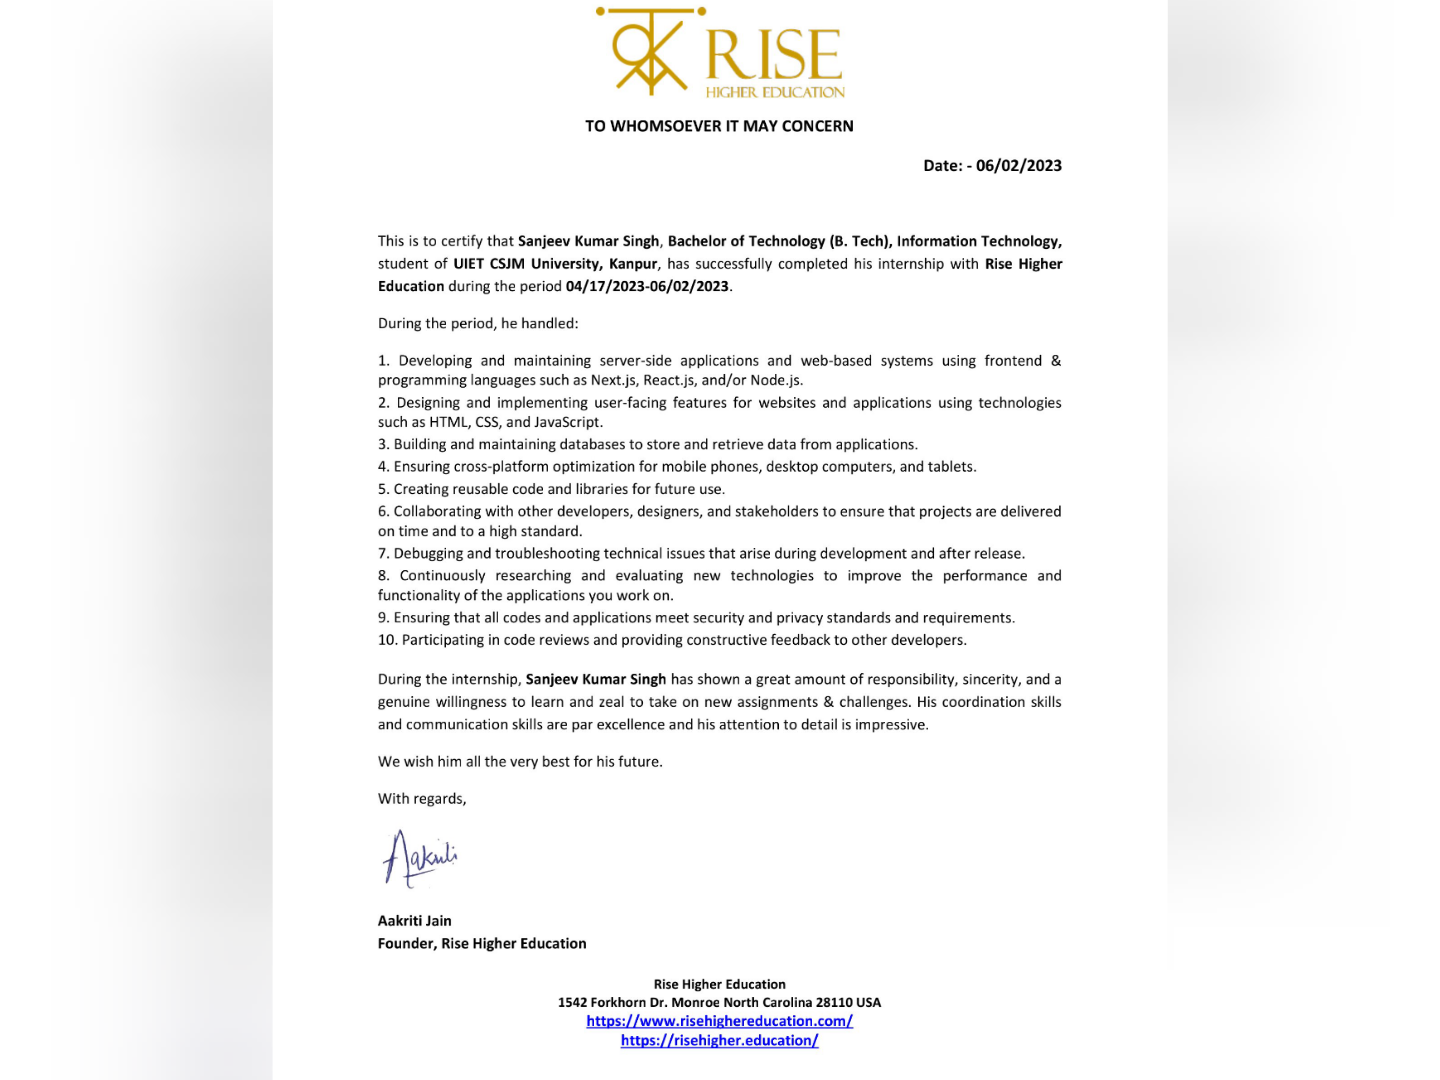 RISE
HIGHER EDUCATION
TO WHOMSOEVER IT MAY CONCERN
Date: - 06/02/2023
This is to certify that Sanjeev Kumar Singh, Bachelor of Technology (B. Tech), Information Technology,
student of UIET CSJM University, Kanpur, has successfully completed his internship with Rise Higher
Education during the period 04/17/2023-06/02/2023.
During the period, he handled:
1. Developing and maintaining server-side applications and web-based systems using frontend &
programming languages such as Next.js, React.js, and/or Node.js.
2. Designing and implementing user-facing features for websites and applications using technologies
such as HTML, CSS, and JavaScript.
3. Building and maintaining databases to store and retrieve data from applications.
4. Ensuring cross-platform optimization for mobile phones, desktop computers, and tablets.
5. Creating reusable code and libraries for future use.
6. Collaborating with other developers, designers, and stakeholders to ensure that projects are delivered
on time and to a high standard.
7. Debugging and troubleshooting technical issues that arise during development and after release.
8. Continuously researching and evaluating new technologies to improve the performance and
functionality of the applications you work on.
9. Ensuring that all codes and applications meet security and privacy standards and requirements.
10. Participating in code reviews and providing constructive feedback to other developers.
During the internship, Sanjeev Kumar Singh has shown a great amount of responsibility, sincerity, and a
genuine willingness to learn and zeal to take on new assignments & challenges. His coordination skills
and communication skills are par excellence and his attention to detail is impressive.
We wish him all the very best for his future.
With regards,
Aakriti
Aakriti Jain
Founder, Rise Higher Education
Rise Higher Education
1542 Forkhorn Dr. Monroe North Carolina 28110 USA
https://www.risehighereducation.com/
https://risehigher.education/